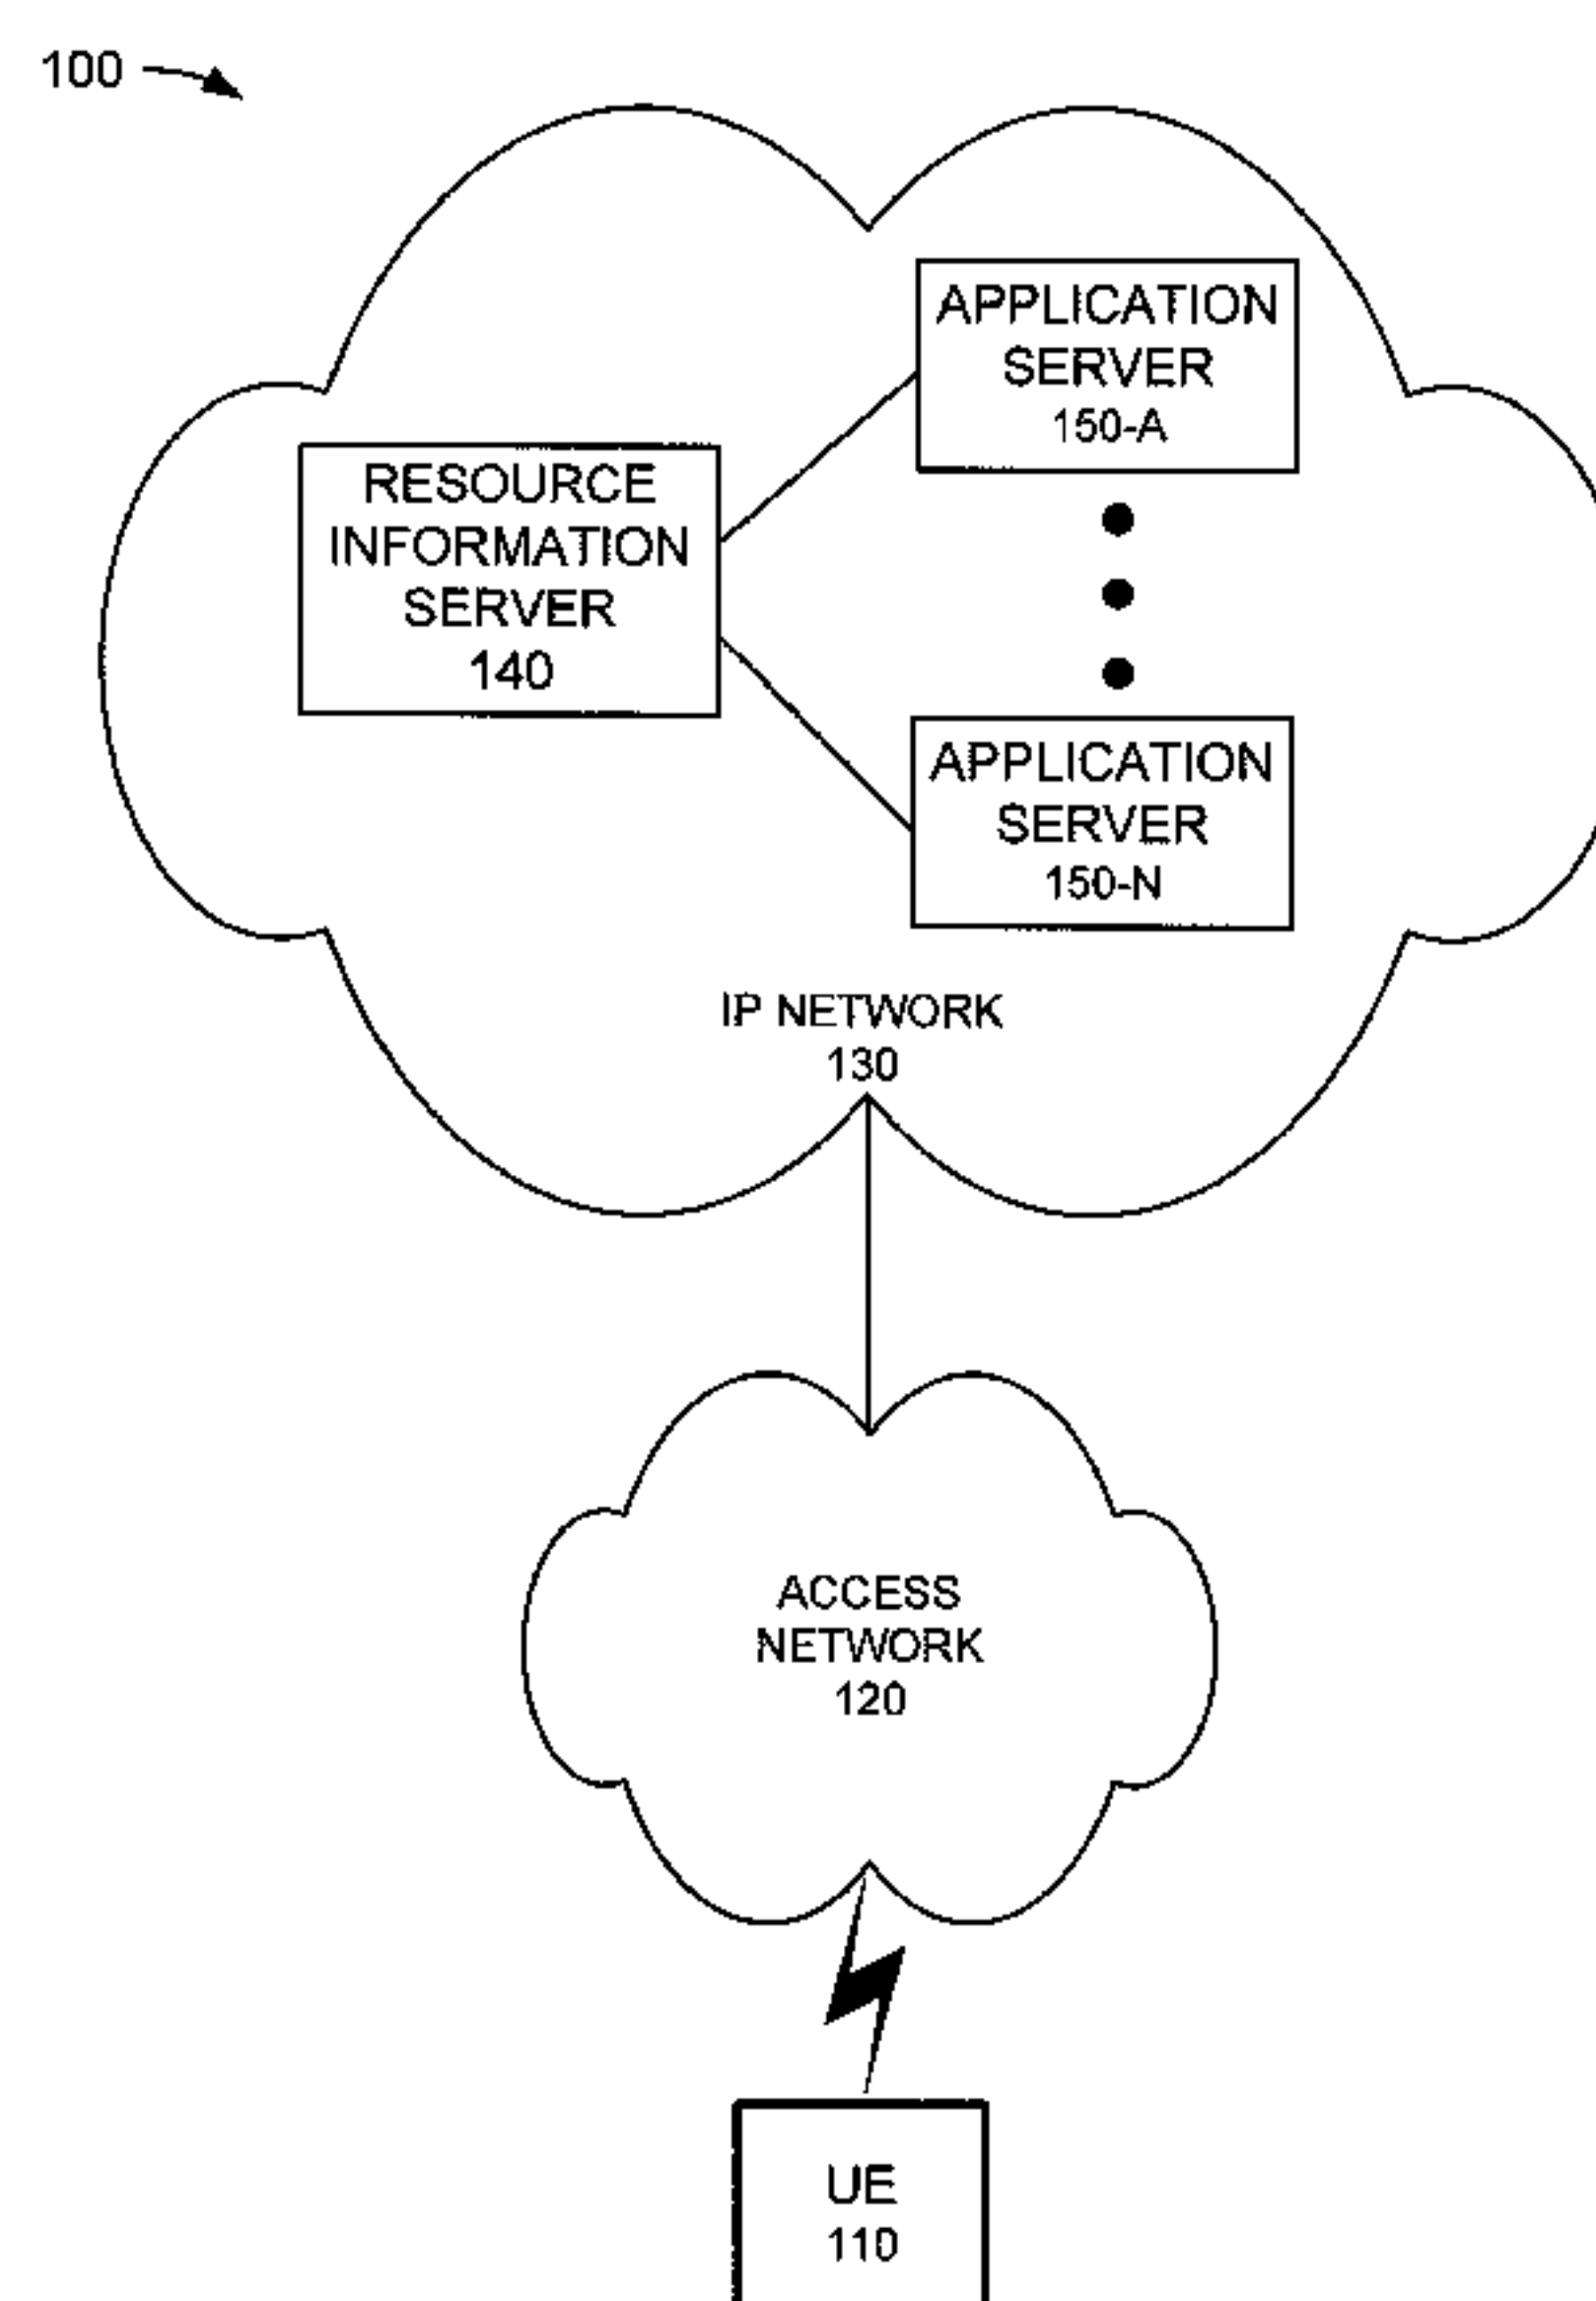 100
APPLICATION
SERVER
150-A
RESOURCE
INFORMATION
SERVER
140
APPLICATION
SERVER
150-N
IP NETWORK
130
ACCESS
NETWORK
120
UE
110